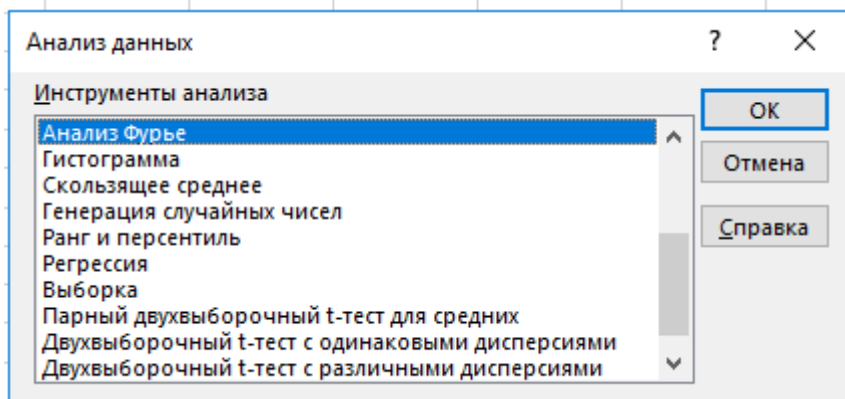 Анализ данных
?
Инструменты анализа
Анализ Фурье
Гистограмма
Скользящее среднее
Генерация случайных чисел
Ранг и персентиль
Регрессия
Выборка
Парный двухвыборочный t-тест для средних
Двухвыборочный t-тест с одинаковыми дисперсиями
Двухвыборочный t-тест с различными дисперсиями
ОК
Отмена
Справка